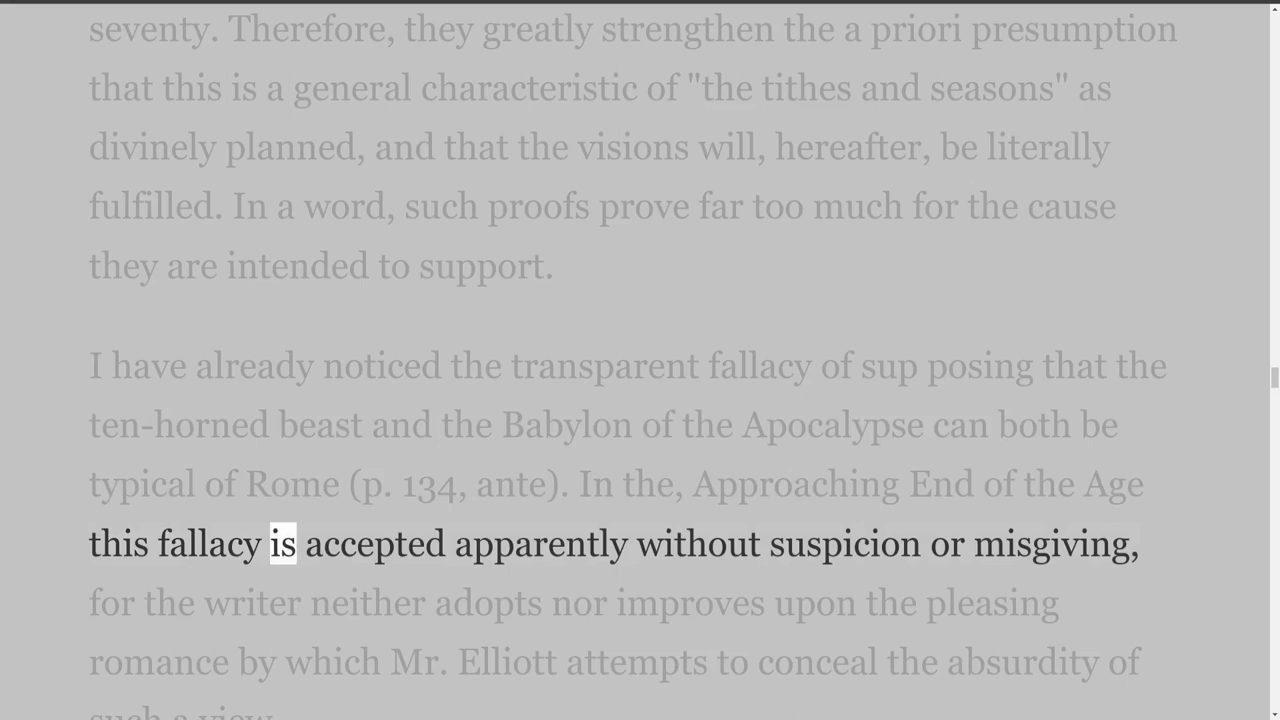 seventy. Therefore, they greatly strengthen the a priori presumption
that this is a general characteristic of "the tithes and seasons" as
divinely planned, and that the visions will, hereafter, be literally
fulfilled. In a word, such proofs prove far too much for the cause
they are intended to support.
I have already noticed the transparent fallacy of sup posing that the
ten-horned beast and the Babylon of the Apocalypse can both be
typical of Rome (p. 134, ante). In the, Approaching End of the Age
this fallacy is accepted apparently without suspicion or misgiving,
for the writer neither adopts nor improves upon the pleasing
romance by which Mr. Elliott attempts to conceal the absurdity of
such a view.